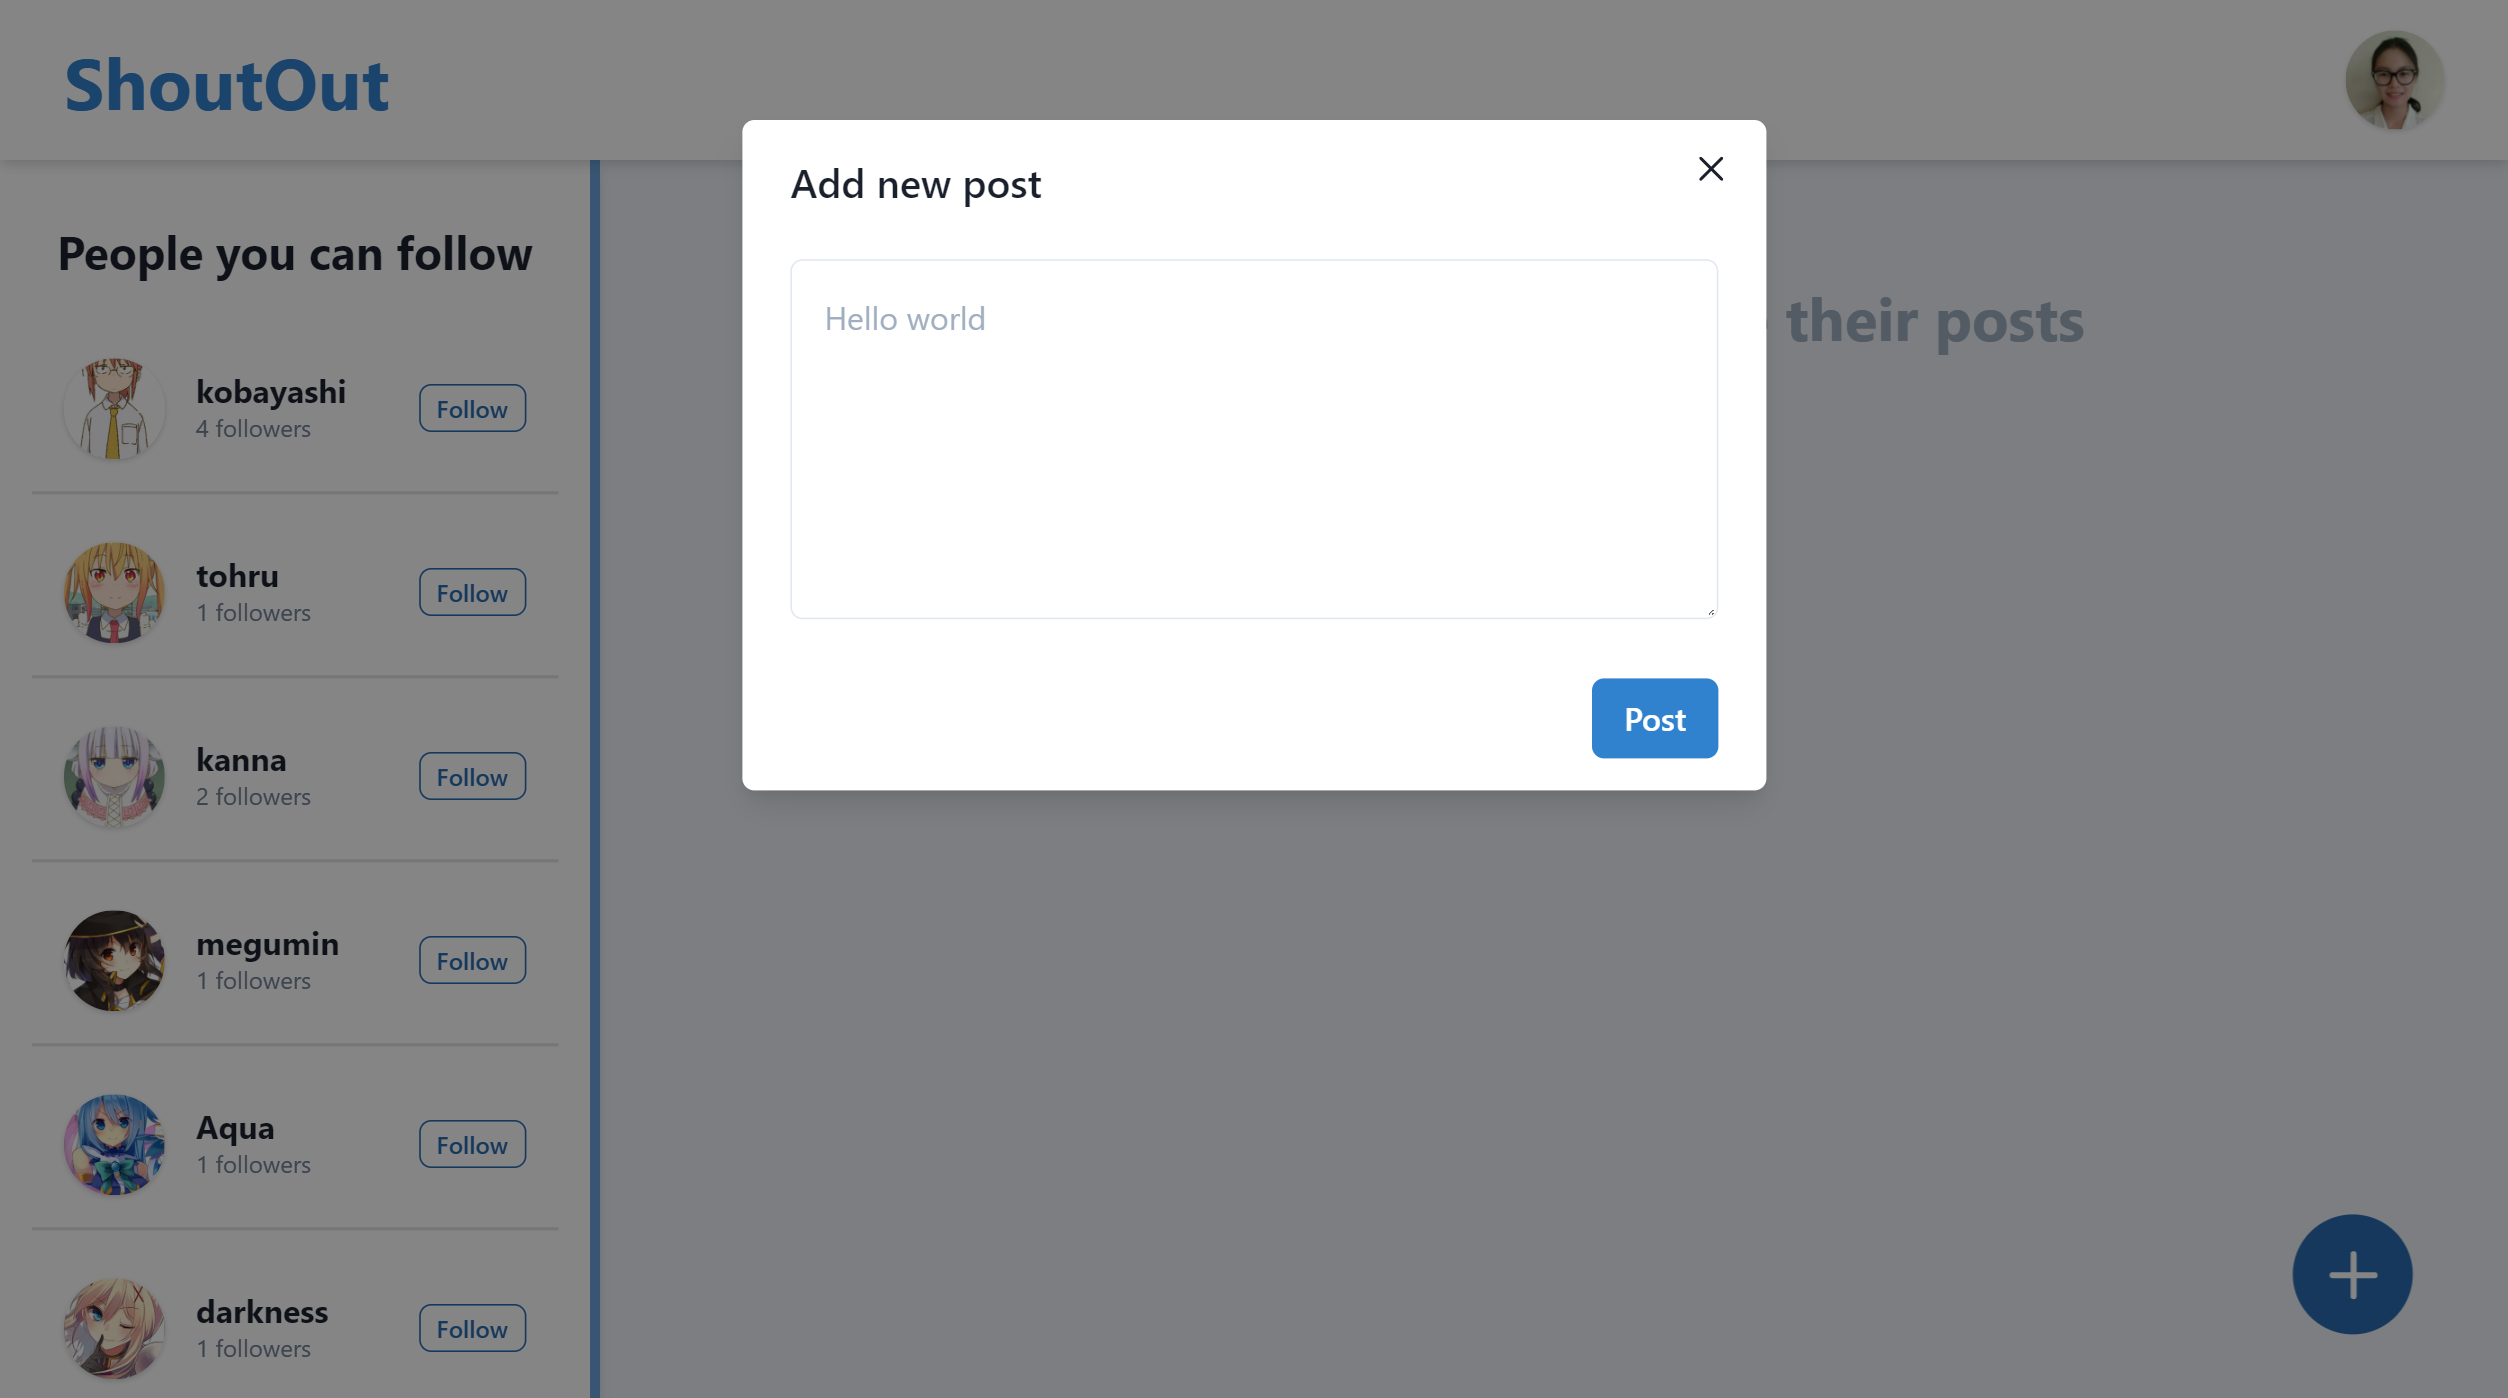 ShoutOut
Add new post
Hello world
Post
People you can follow
their posts
kobayashi
4 followers
Follow
tohru
1 followers
Follow
kanna
2 followers
Follow
megumin
1 followers
Follow
Aqua
1 followers
Follow
darkness
1 followers
Follow